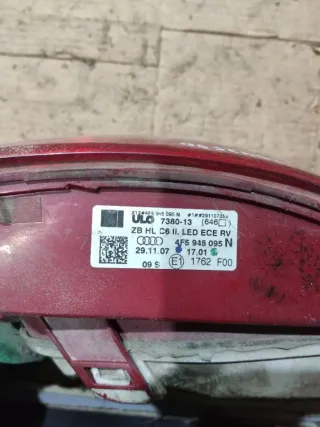 ULO 7380-13 (646
ZB HL C6 II. LED ECE RV
4F5 945 095 N
29.11.07 17.01
09 S E1 1762 F00